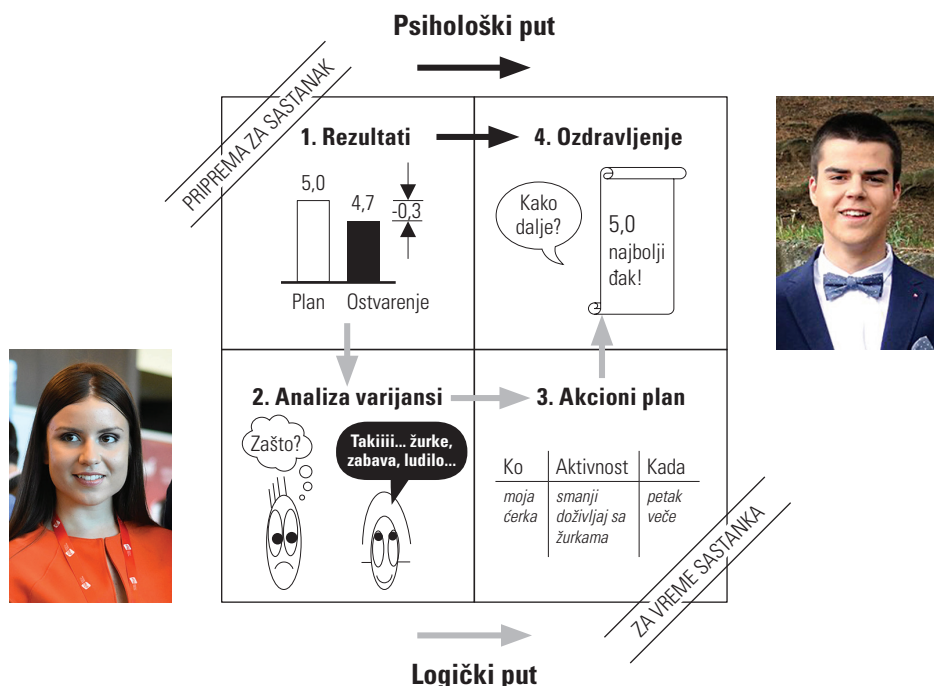 Psihološki put
PRIPREMA ZA SASTANAK
1. Rezultati
5,0
4,7
-0,3
Plan
Ostvarenje
4. Ozdravljenje
Kako
dalje?
5,0
najbolji
đak!
2. Analiza varijansi
Zašto?
Takiiii... žurke,
zabava, ludilo...
3. Akcioni plan
Ko
Aktivnost
Kada
moja
ćerka
smanji
doživljaj sa
žurkama
petak
veče
ZA VREME SASTANKA
Logički put